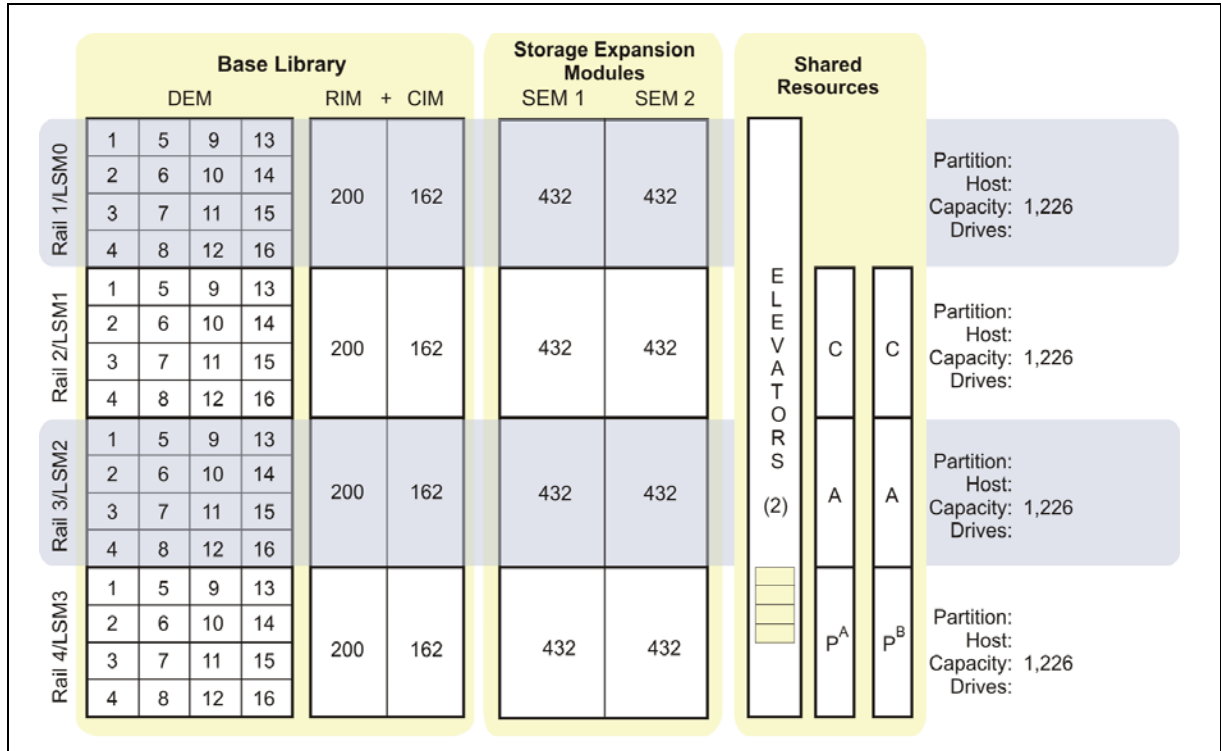 Base Library
DEM RIM + CIM
Storage Expansion
Modules
SEM 1 SEM 2
Shared
Resources
Rail 1/LSM0
1 5 9 13
2 6 10 14
3 7 11 15
4 8 12 16
200 162 432 432
Partition:
Host:
Capacity: 1,226
Drives:
Rail 2/LSM1
1 5 9 13
2 6 10 14
3 7 11 15
4 8 12 16
200 162 432 432
Partition:
Host:
Capacity: 1,226
Drives:
Rail 3/LSM2
1 5 9 13
2 6 10 14
3 7 11 15
4 8 12 16
200 162 432 432
Partition:
Host:
Capacity: 1,226
Drives:
Rail 4/LSM3
1 5 9 13
2 6 10 14
3 7 11 15
4 8 12 16
200 162 432 432
Partition:
Host:
Capacity: 1,226
Drives:
ELEVATORS
(2)
C C
A A
P^A P^B